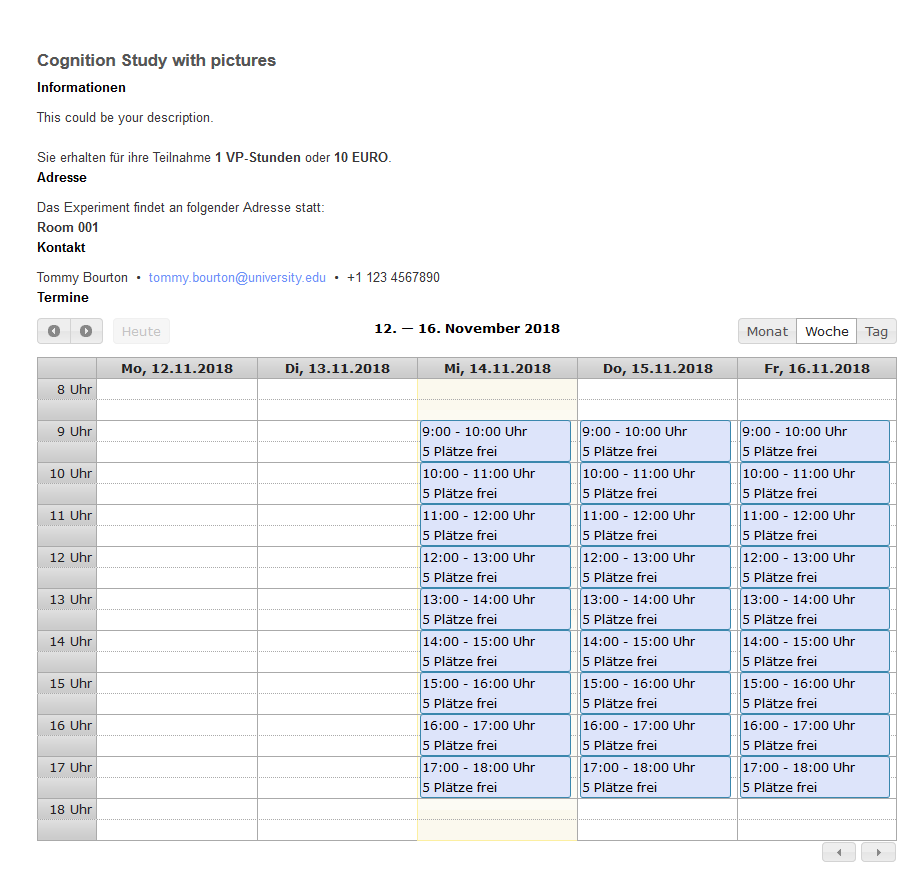 Cognition Study with pictures
Informationen
This could be your description.
Sie erhalten für ihre Teilnahme 1 VP-Stunden oder 10 EURO.
Adresse
Das Experiment findet an folgender Adresse statt:
Room 001
Kontakt
Tommy Bourton • tommy.bourton@university.edu • +1 123 4567890
Termine
Heute 12. — 16. November 2018 Monat Woche Tag
Mo, 12.11.2018 Di, 13.11.2018 Mi, 14.11.2018 Do, 15.11.2018 Fr, 16.11.2018
8 Uhr
9 Uhr 9:00 - 10:00 Uhr 9:00 - 10:00 Uhr 9:00 - 10:00 Uhr
5 Plätze frei 5 Plätze frei 5 Plätze frei
10 Uhr 10:00 - 11:00 Uhr 10:00 - 11:00 Uhr 10:00 - 11:00 Uhr
5 Plätze frei 5 Plätze frei 5 Plätze frei
11 Uhr 11:00 - 12:00 Uhr 11:00 - 12:00 Uhr 11:00 - 12:00 Uhr
5 Plätze frei 5 Plätze frei 5 Plätze frei
12 Uhr 12:00 - 13:00 Uhr 12:00 - 13:00 Uhr 12:00 - 13:00 Uhr
5 Plätze frei 5 Plätze frei 5 Plätze frei
13 Uhr 13:00 - 14:00 Uhr 13:00 - 14:00 Uhr 13:00 - 14:00 Uhr
5 Plätze frei 5 Plätze frei 5 Plätze frei
14 Uhr 14:00 - 15:00 Uhr 14:00 - 15:00 Uhr 14:00 - 15:00 Uhr
5 Plätze frei 5 Plätze frei 5 Plätze frei
15 Uhr 15:00 - 16:00 Uhr 15:00 - 16:00 Uhr 15:00 - 16:00 Uhr
5 Plätze frei 5 Plätze frei 5 Plätze frei
16 Uhr 16:00 - 17:00 Uhr 16:00 - 17:00 Uhr 16:00 - 17:00 Uhr
5 Plätze frei 5 Plätze frei 5 Plätze frei
17 Uhr 17:00 - 18:00 Uhr 17:00 - 18:00 Uhr 17:00 - 18:00 Uhr
5 Plätze frei 5 Plätze frei 5 Plätze frei
18 Uhr